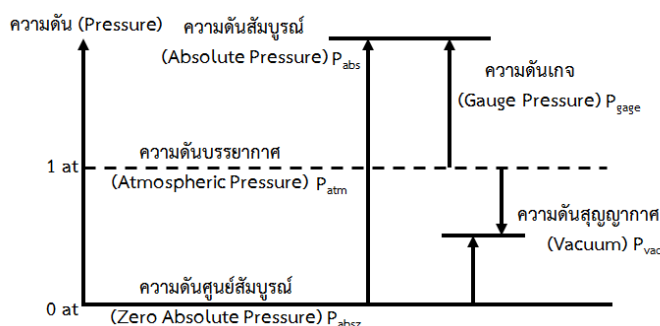 ความดัน (Pressure)
ความดันสัมบูรณ์
(Absolute Pressure) Pabs
ความดันเกจ
(Gauge Pressure) Pgage
ความดันบรรยากาศ
1 at
(Atmospheric Pressure) Patm
ความดันสุญญากาศ
(Vacuum) Pvac
ความดันศูนย์สัมบูรณ์
0 at
(Zero Absolute Pressure) Pabsz